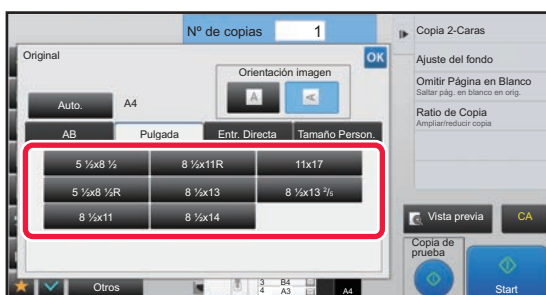 Nº de copias 1
Original
OK
Orientación imagen
A A
Auto. A4
AB Pulgada Entr. Directa Tamaño Person.
5 ½x8 ½ 8 ½x11R 11x17
5 ½x8 ½R 8 ½x13 8 ½x13 ²/₅
8 ½x11 8 ½x14
Otros
3 B4
4 A3
A4
Copia 2-Caras
Ajuste del fondo
Omitir Página en Blanco
Saltar pág. en blanco en orig.
Ratio de Copia
Ampliar/reducir copia
Vista previa CA
Copia de
prueba
Start